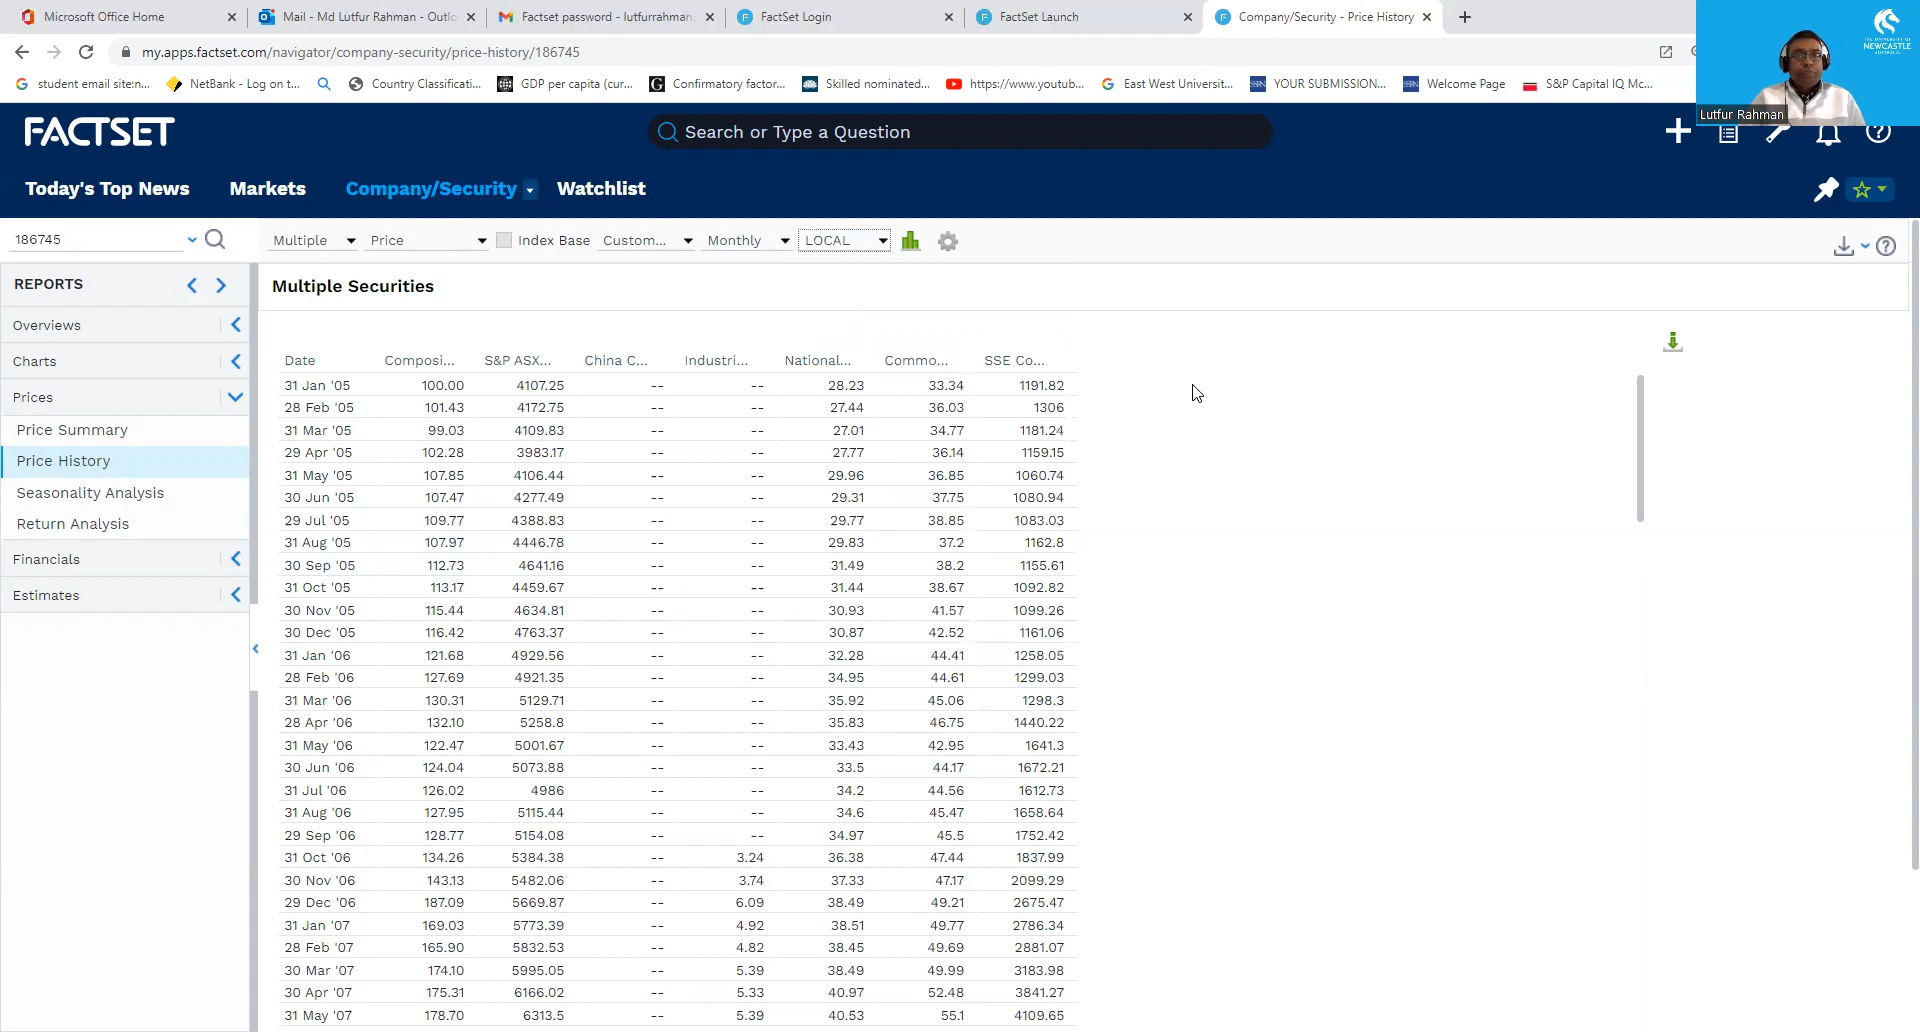 Microsoft Office Home
Mail - Md Lutfur Rahman - Outlo
Factset password - lutfurrahman.
FactSet Login
FactSet Launch
Company/Security - Price History
my.apps.factset.com/navigator/company-security/price-history/186745
student email site:n...
NetBank - Log on t...
Country Classificati...
GDP per capita (cur...
Confirmatory factor...
Skilled nominated...
https://www.youtub...
East West Universit...
YOUR SUBMISSION...
Welcome Page
S&P Capital IQ Mc...
THE UNIVERSITY OF
NEWCASTLE
AUSTRALIA
Lutfur Rahman
FACTSET
Search or Type a Question
Today's Top News Markets Company/Security Watchlist
186745 Multiple Price Index Base Custom... Monthly LOCAL
REPORTS
Overviews
Charts
Prices
Price Summary
Price History
Seasonality Analysis
Return Analysis
Financials
Estimates
Multiple Securities
Date Composi... S&P ASX... China C... Industri... National... Commo... SSE Co...
31 Jan '05 100.00 4107.25 -- -- 28.23 33.34 1191.82
28 Feb '05 101.43 4172.75 -- -- 27.44 36.03 1306
31 Mar '05 99.03 4109.83 -- -- 27.01 34.77 1181.24
29 Apr '05 102.28 3983.17 -- -- 27.77 36.14 1159.15
31 May '05 107.85 4106.44 -- -- 29.96 36.85 1060.74
30 Jun '05 107.47 4277.49 -- -- 29.31 37.75 1080.94
29 Jul '05 109.77 4388.83 -- -- 29.77 38.85 1083.03
31 Aug '05 107.97 4446.78 -- -- 29.83 37.2 1162.8
30 Sep '05 112.73 4641.16 -- -- 31.49 38.2 1155.61
31 Oct '05 113.17 4459.67 -- -- 31.44 38.67 1092.82
30 Nov '05 115.44 4634.81 -- -- 30.93 41.57 1099.26
30 Dec '05 116.42 4763.37 -- -- 30.87 42.52 1161.06
31 Jan '06 121.68 4929.56 -- -- 32.28 44.41 1258.05
28 Feb '06 127.69 4921.35 -- -- 34.95 44.61 1299.03
31 Mar '06 130.31 5129.71 -- -- 35.92 45.06 1298.3
28 Apr '06 132.10 5258.8 -- -- 35.83 46.75 1440.22
31 May '06 122.47 5001.67 -- -- 33.43 42.95 1641.3
30 Jun '06 124.04 5073.88 -- -- 33.5 44.17 1672.21
31 Jul '06 126.02 4986 -- -- 34.2 44.56 1612.73
31 Aug '06 127.95 5115.44 -- -- 34.6 45.47 1658.64
29 Sep '06 128.77 5154.08 -- -- 34.97 45.5 1752.42
31 Oct '06 134.26 5384.38 -- 3.24 36.38 47.44 1837.99
30 Nov '06 143.13 5482.06 -- 3.74 37.33 47.17 2099.29
29 Dec '06 187.09 5669.87 -- 6.09 38.49 49.21 2675.47
31 Jan '07 169.03 5773.39 -- 4.92 38.51 49.77 2786.34
28 Feb '07 165.90 5832.53 -- 4.82 38.45 49.69 2881.07
30 Mar '07 174.10 5995.05 -- 5.39 38.49 49.99 3183.98
30 Apr '07 175.31 6166.02 -- 5.33 40.97 52.48 3841.27
31 May '07 178.70 6313.5 -- 5.39 40.53 55.1 4109.65